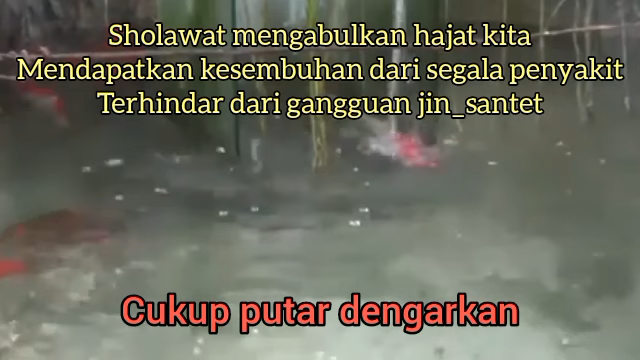 Sholawat mengabulkan hajat kita
Mendapatkan kesembuhan dari segala penyakit
Terhindar dari gangguan jin_santet
Cukup putar dengarkan